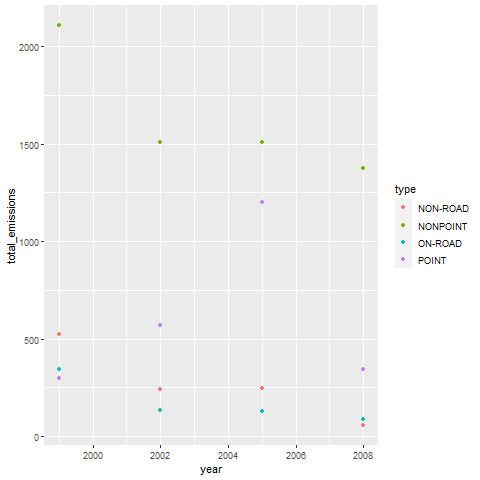 2000
1500
1000
500
0
total_emissions
2000
2002
2004
2006
2008
year
type
NON-ROAD
NONPOINT
ON-ROAD
POINT